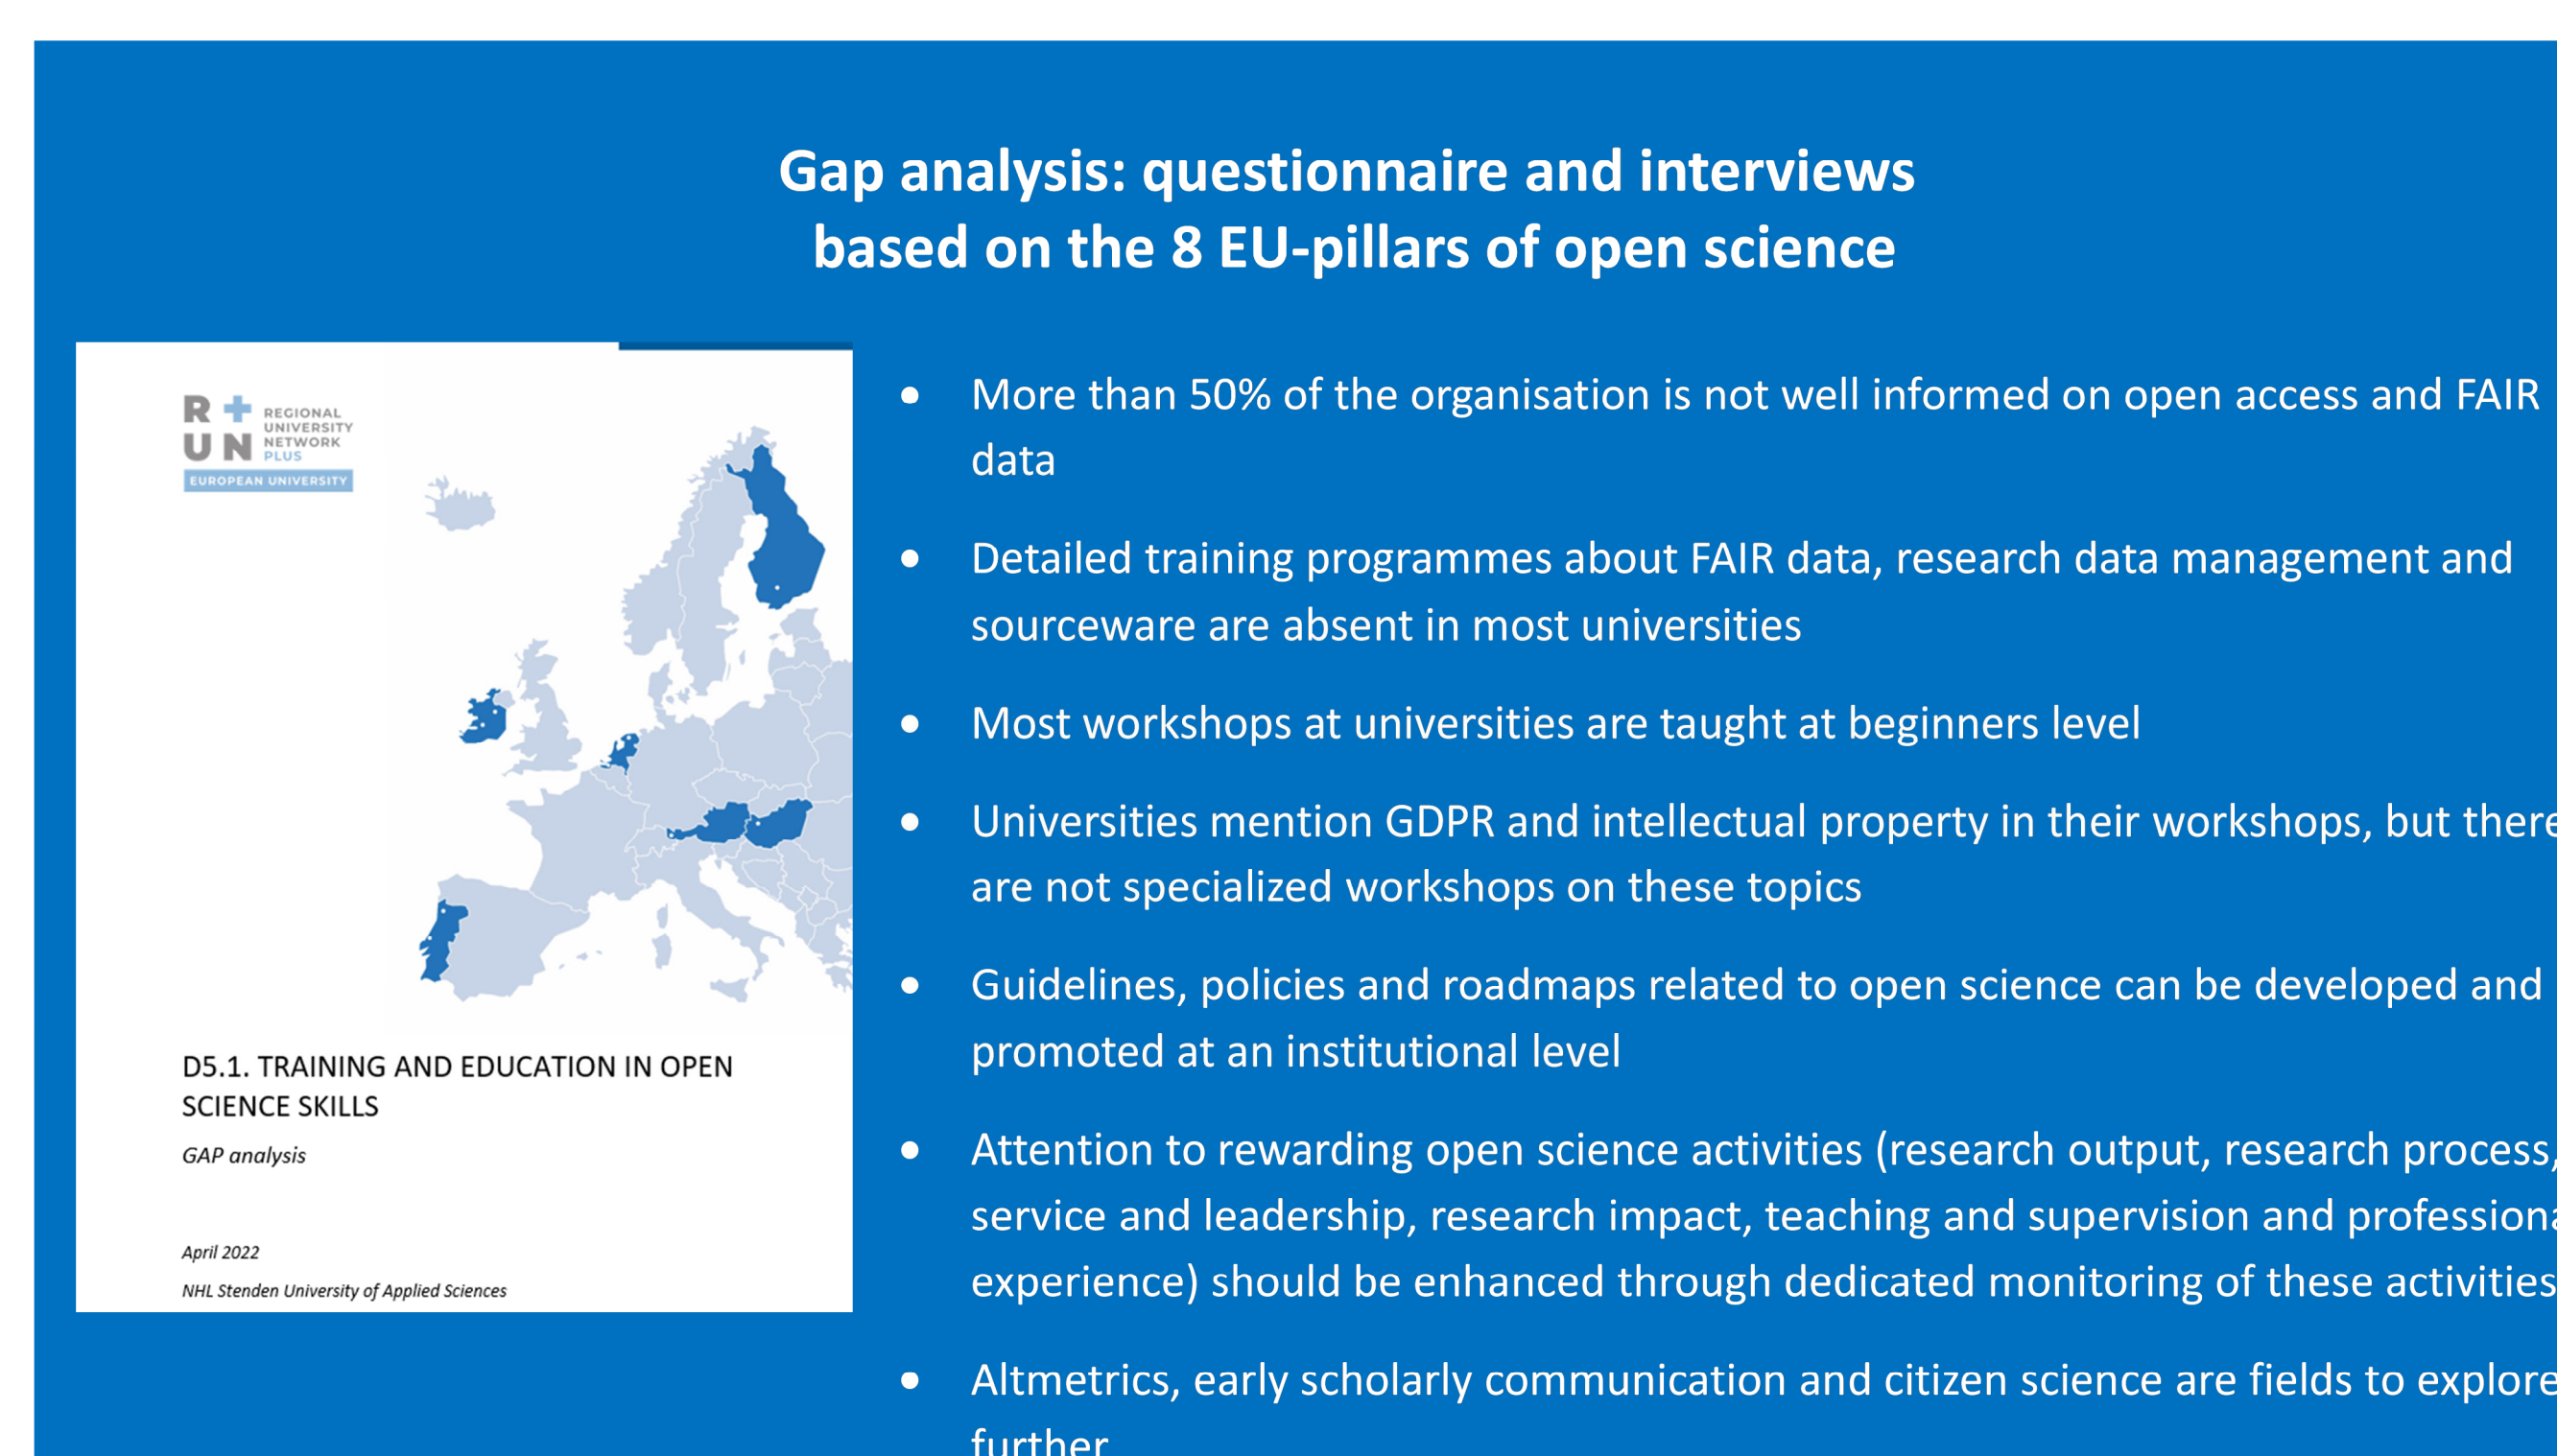 Gap analysis: questionnaire and interviews
based on the 8 EU-pillars of open science
R+ UN
REGIONAL
UNIVERSITY
NETWORK
PLUS
EUROPEAN UNIVERSITY
D5.1. TRAINING AND EDUCATION IN OPEN
SCIENCE SKILLS
GAP analysis
April 2022
NHL Stenden University of Applied Sciences
• More than 50% of the organisation is not well informed on open access and FAIR
data
• Detailed training programmes about FAIR data, research data management and
sourceware are absent in most universities
• Most workshops at universities are taught at beginners level
• Universities mention GDPR and intellectual property in their workshops, but there
are not specialized workshops on these topics
• Guidelines, policies and roadmaps related to open science can be developed and
promoted at an institutional level
• Attention to rewarding open science activities (research output, research process,
service and leadership, research impact, teaching and supervision and professiona
experience) should be enhanced through dedicated monitoring of these activities
• Altmetrics, early scholarly communication and citizen science are fields to explore
further